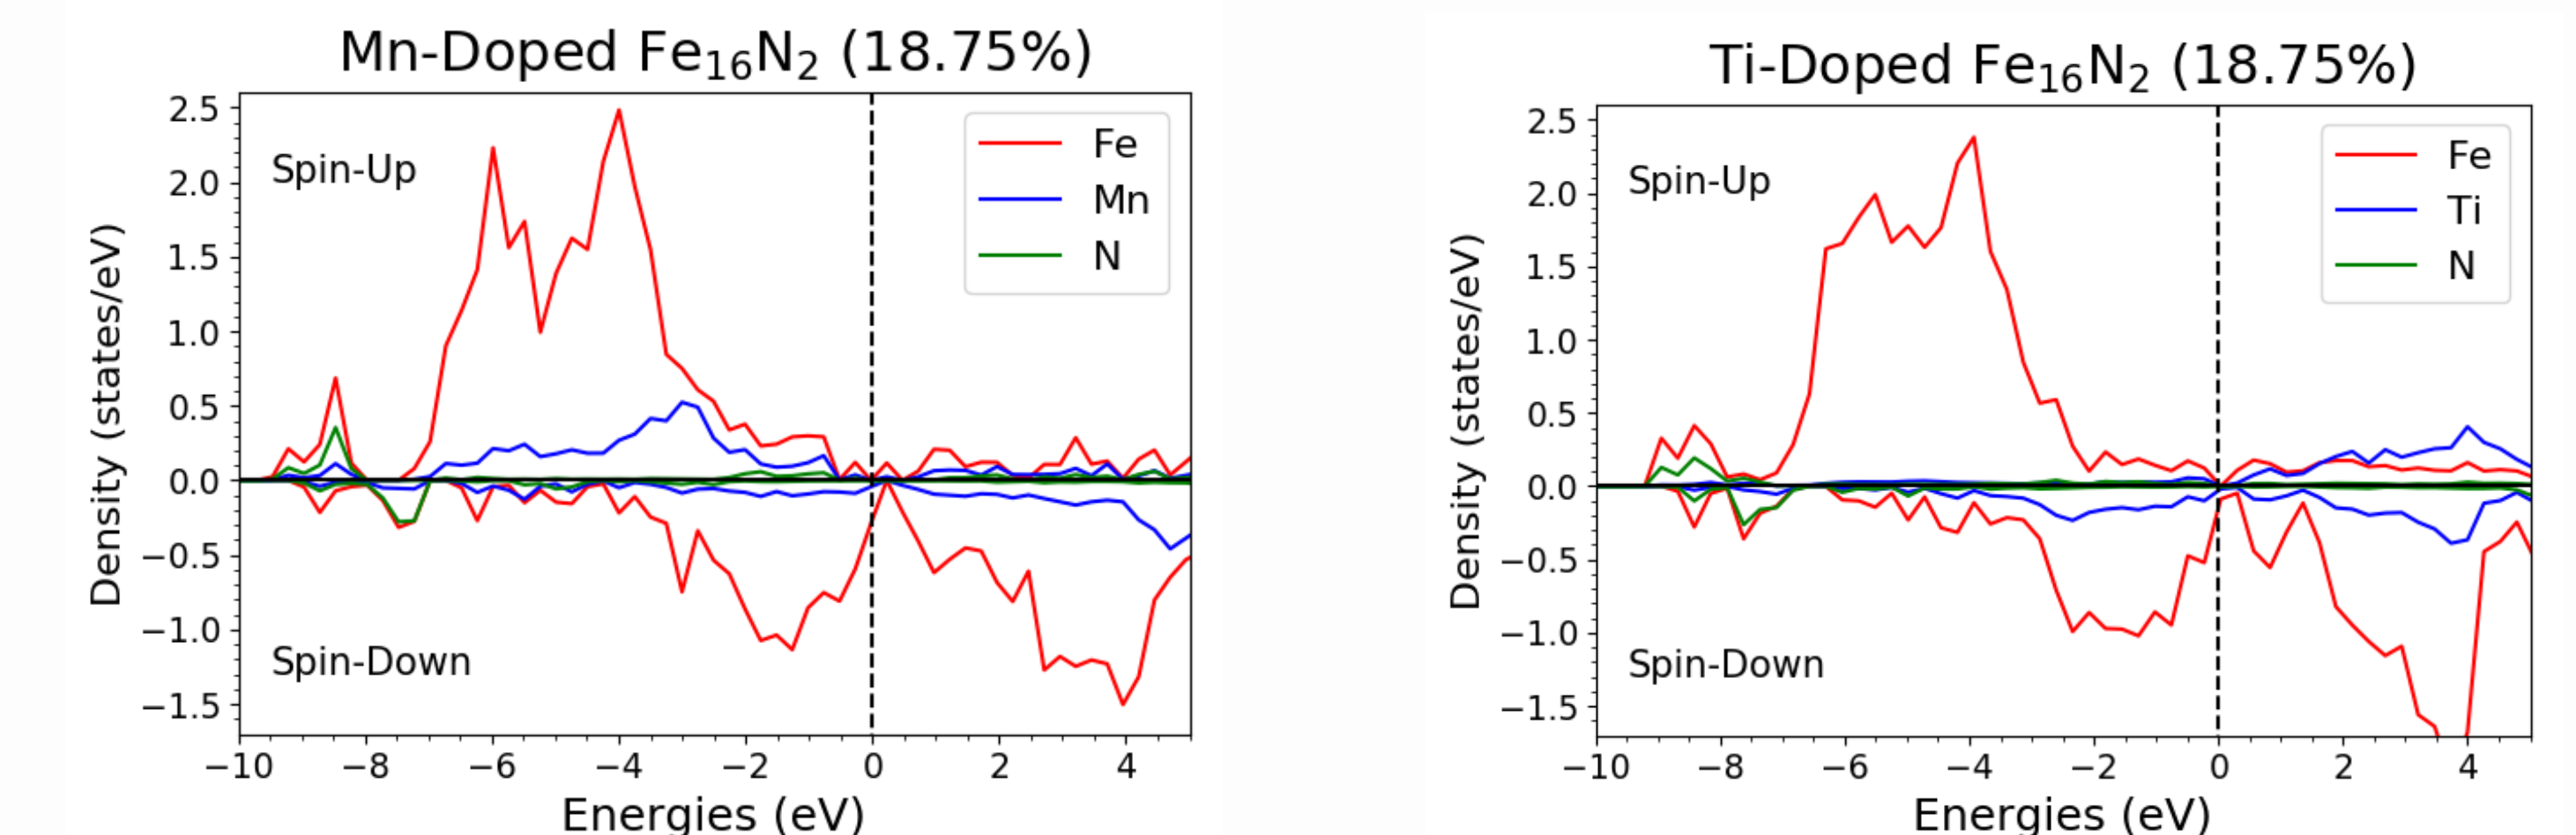 Mn-Doped Fe₁₆N₂ (18.75%)
2.5
2.0
1.5
1.0
0.5
0.0
−0.5
−1.0
−1.5
Density (states/eV)
Spin-Up
Spin-Down
Fe
Mn
N
−10 −8 −6 −4 −2 0 2 4
Energies (eV)
Ti-Doped Fe₁₆N₂ (18.75%)
2.5
2.0
1.5
1.0
0.5
0.0
−0.5
−1.0
−1.5
Density (states/eV)
Spin-Up
Spin-Down
Fe
Ti
N
−10 −8 −6 −4 −2 0 2 4
Energies (eV)